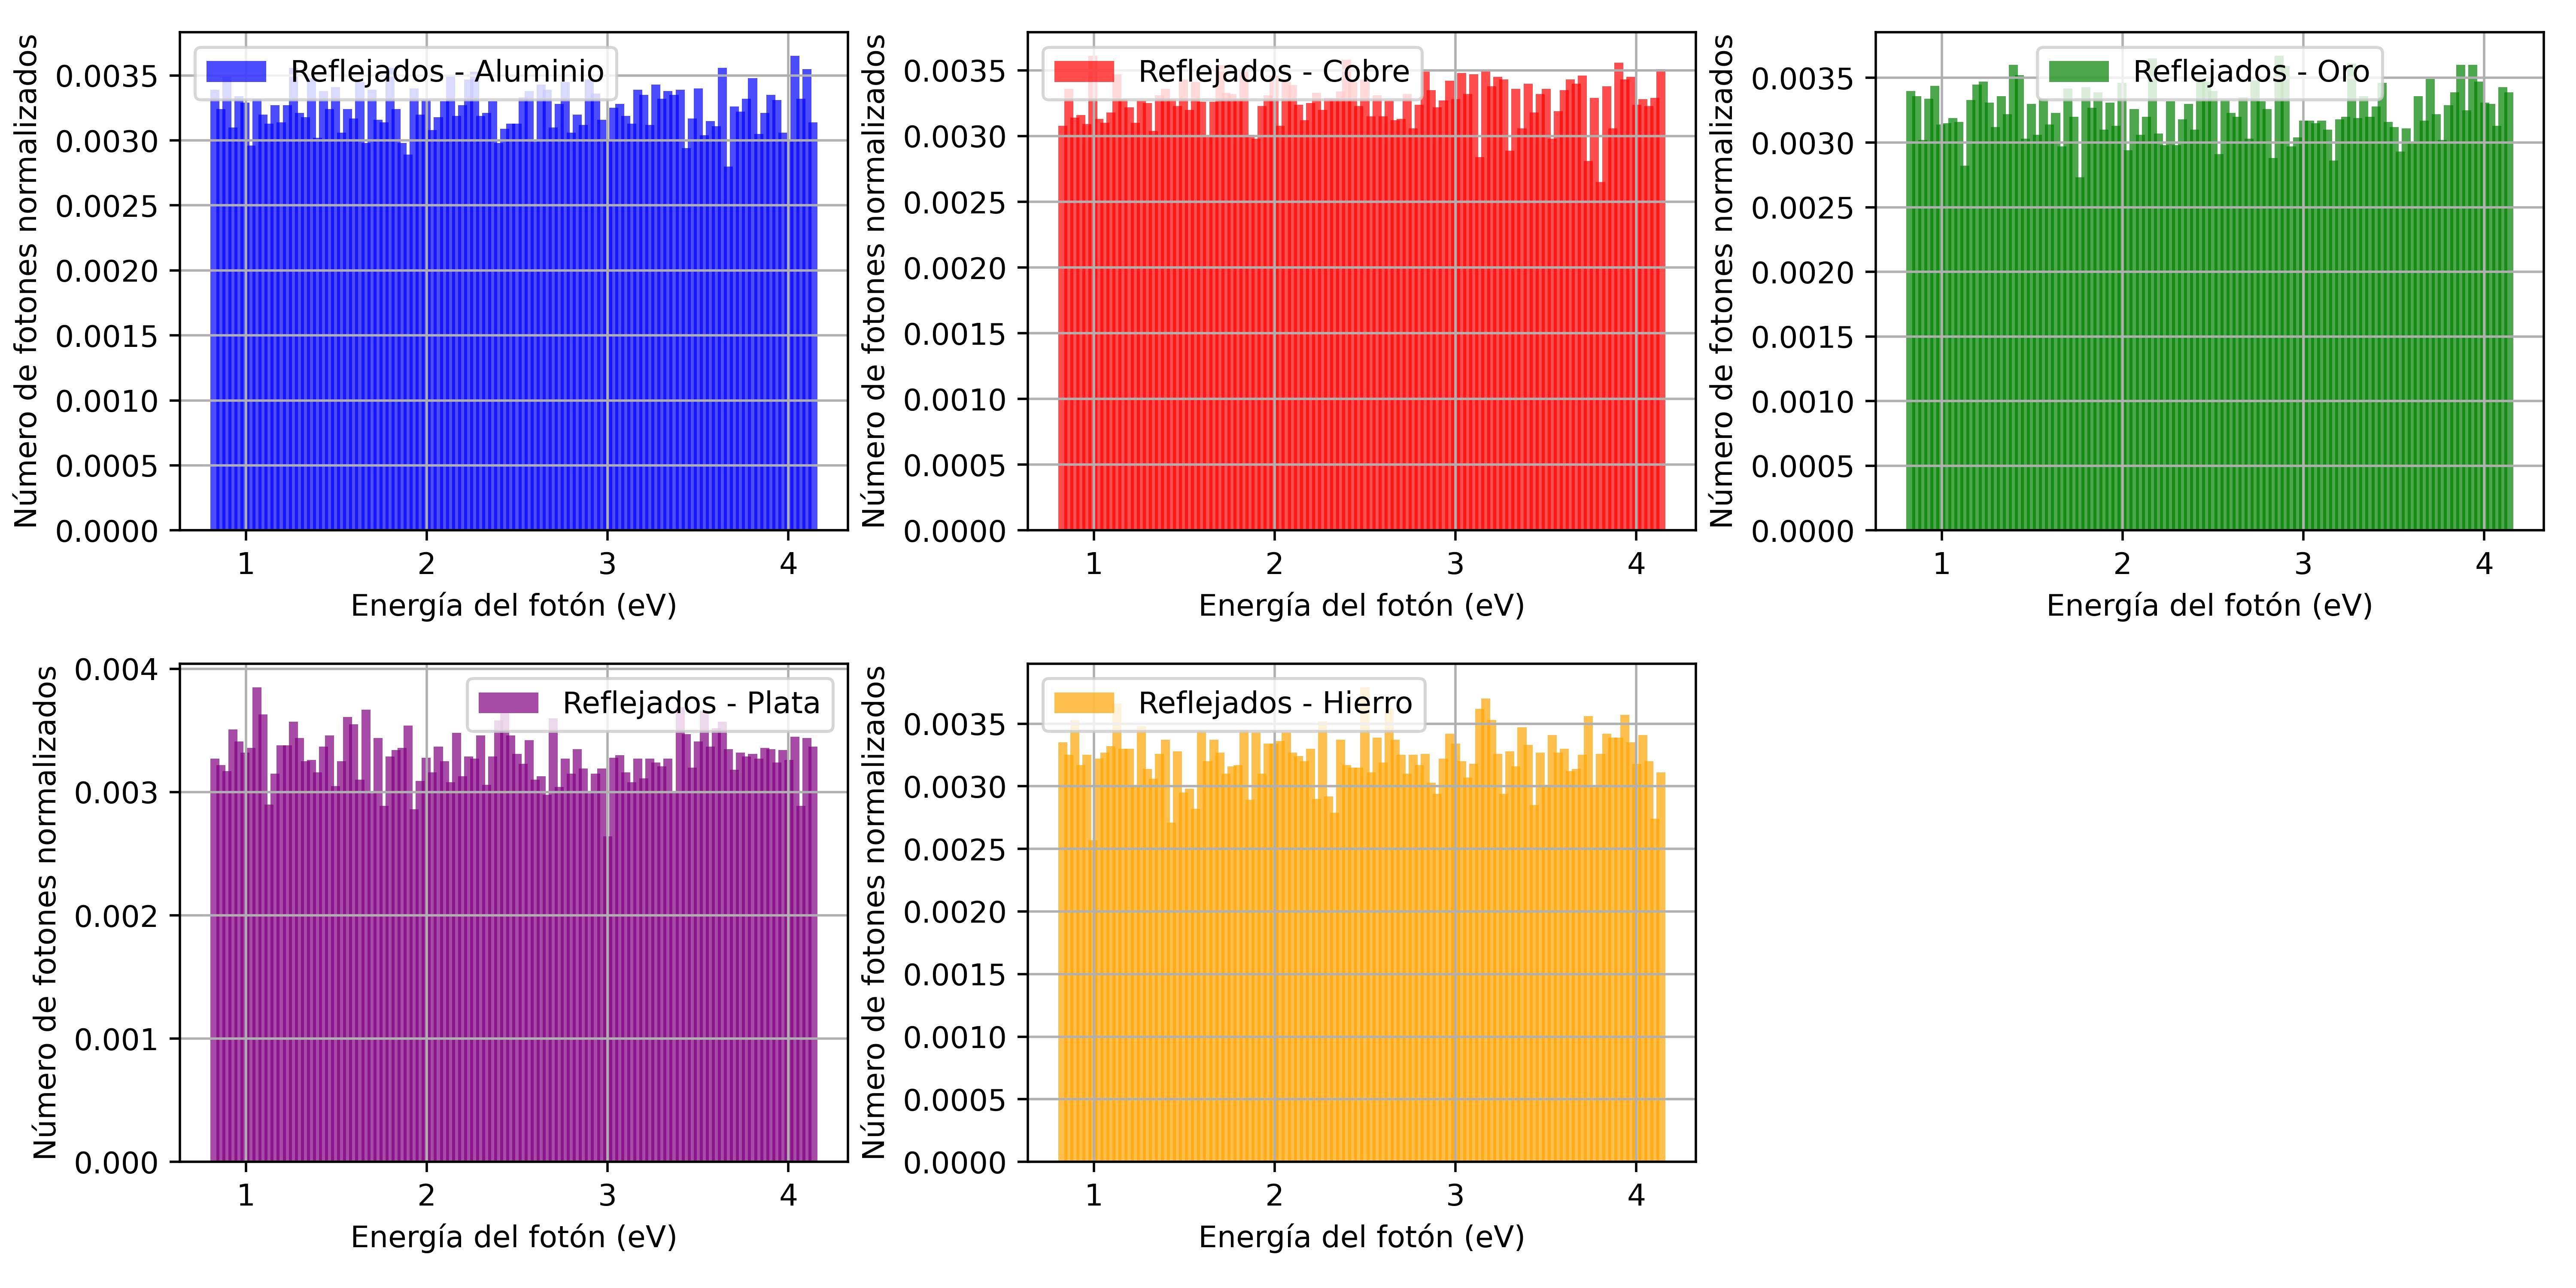 Número de fotones normalizados
0.0035
0.0030
0.0025
0.0020
0.0015
0.0010
0.0005
0.0000
Reflejados - Aluminio
1 2 3 4
Energía del fotón (eV)
Número de fotones normalizados
0.0035
0.0030
0.0025
0.0020
0.0015
0.0010
0.0005
0.0000
Reflejados - Cobre
1 2 3 4
Energía del fotón (eV)
Número de fotones normalizados
0.0035
0.0030
0.0025
0.0020
0.0015
0.0010
0.0005
0.0000
Reflejados - Oro
1 2 3 4
Energía del fotón (eV)
Número de fotones normalizados
0.004
0.003
0.002
0.001
0.000
Reflejados - Plata
1 2 3 4
Energía del fotón (eV)
Número de fotones normalizados
0.0035
0.0030
0.0025
0.0020
0.0015
0.0010
0.0005
0.0000
Reflejados - Hierro
1 2 3 4
Energía del fotón (eV)